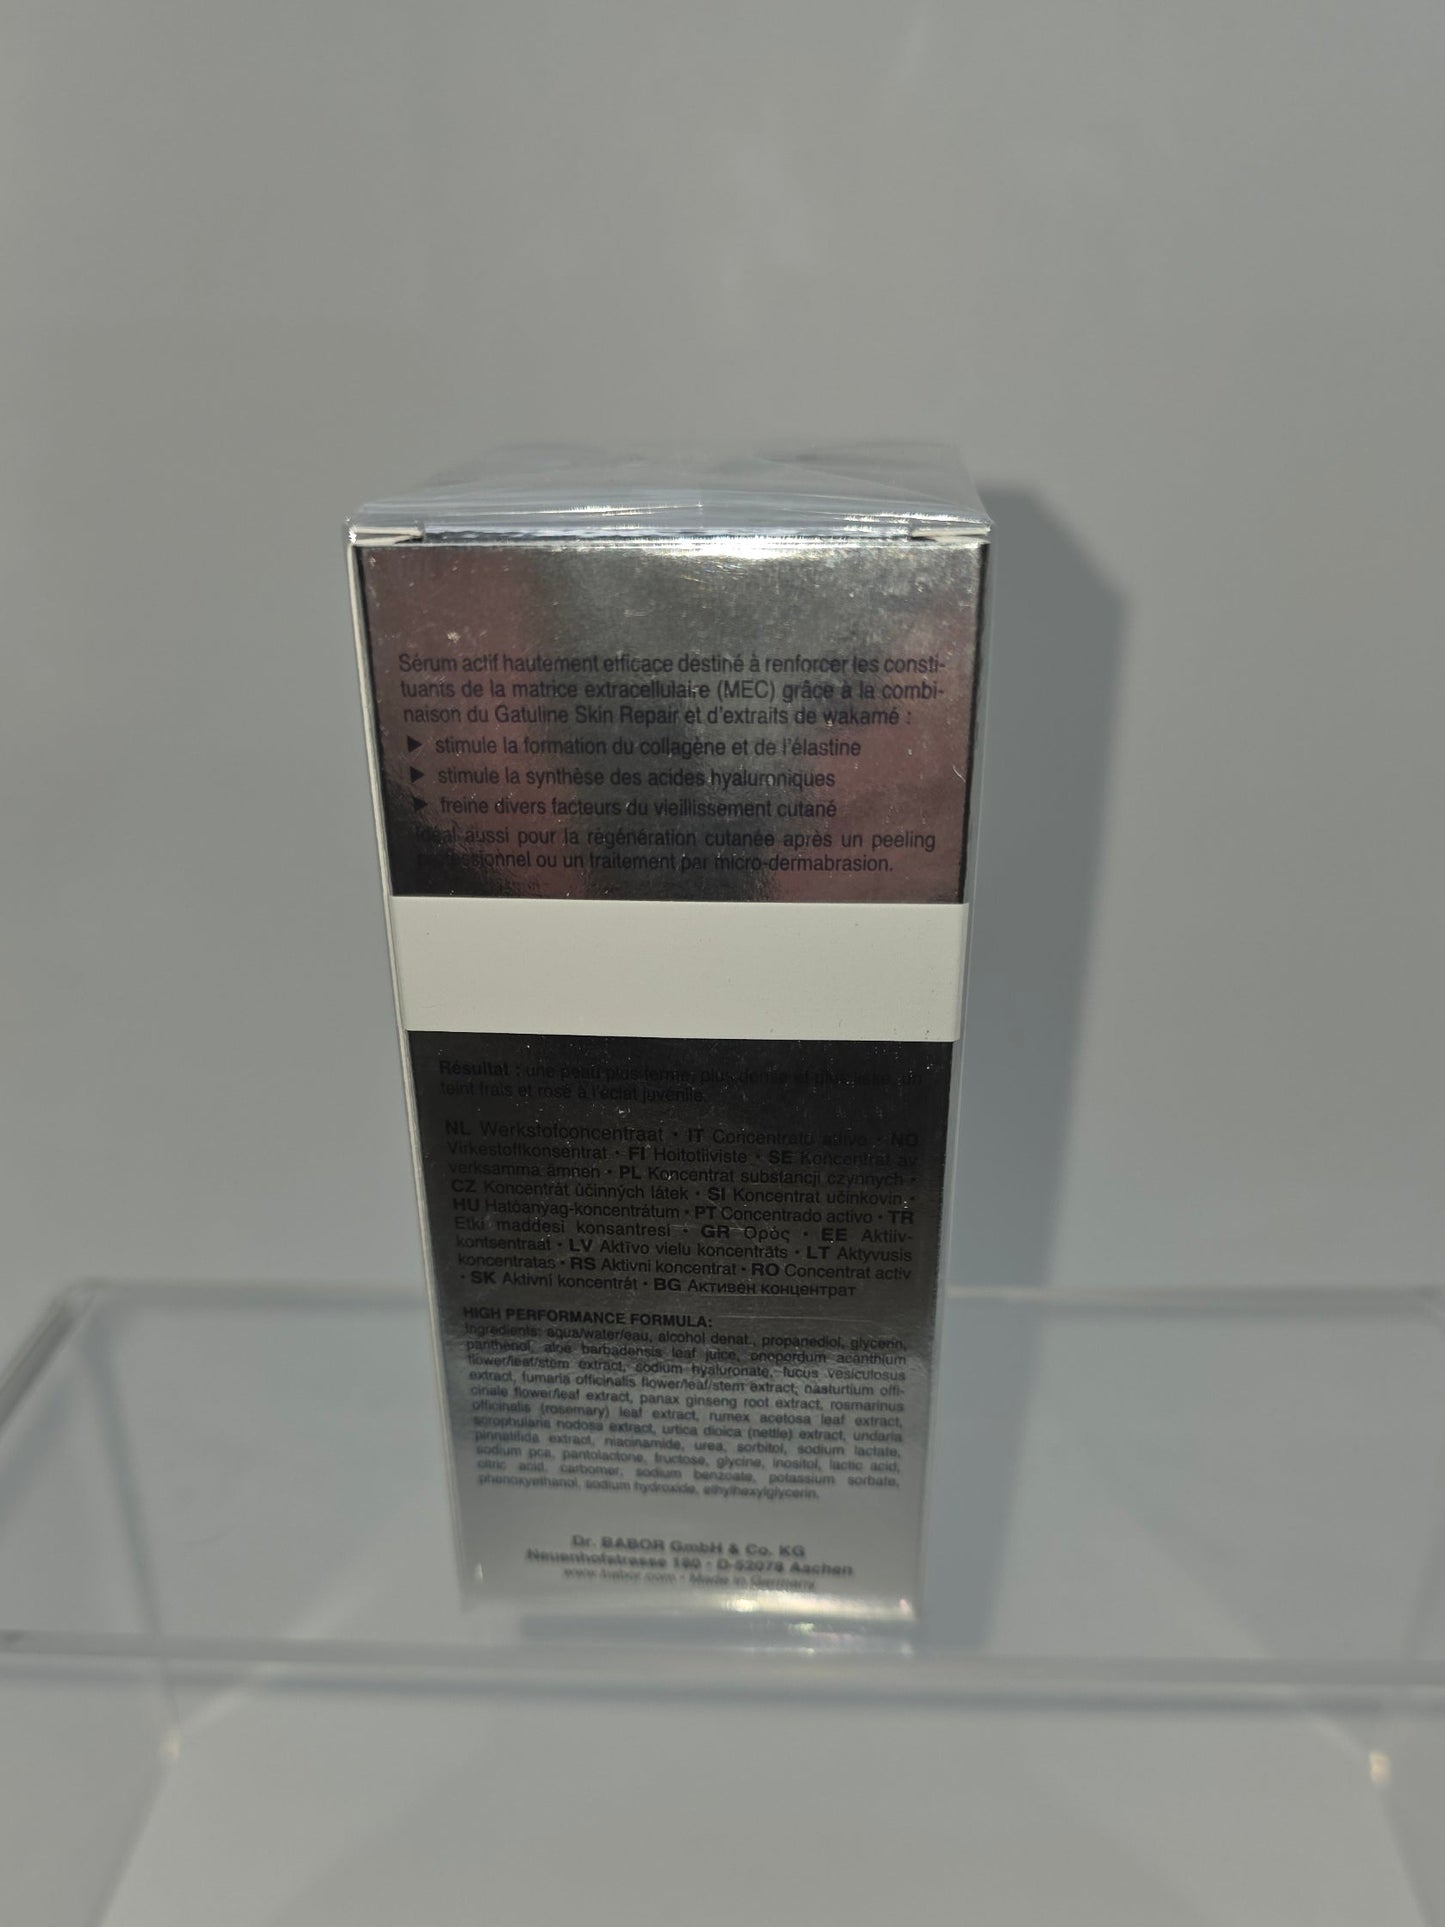 Sérum actif hautement efficace destiné à renforcer les consti-
tuants de la matrice extracellulaire (MEC) grâce à la combi-
naison du Gatuline Skin Repair et d'extraits de wakamé :
▶ stimule la formation du collagène et de l'élastine
▶ stimule la synthèse des acides hyaluroniques
▶ freine divers facteurs du vieillissement cutané
Idéal aussi pour la régénération cutanée après un peeling
professionnel ou un traitement par micro-dermabrasion.
Résultat : une peau plus ferme, plus dense et plus lisse, un
teint frais et rosé à l'éclat juvénile.
NL Werkstofconcentraat • IT Concentrato attivo • NO
Virkestoffkonsentrat • FI Hoitotiiviste • SE Koncentrat av
verksamma ämnen • PL Koncentrat substancji czynnych •
CZ Koncentrát účinných látek • SI Koncentrat učinkovin •
HU Hatóanyag-koncentrátum • PT Concentrado activo • TR
Etki maddesi konsantresi • GR Ορός • EE Aktiiv-
kontsentraat • LV Aktīvo vielu koncentrāts • LT Aktyvusis
koncentratas • RS Aktivni koncentrat • RO Concentrat activ
• SK Aktívní koncentrát • BG Активен концентрат
HIGH PERFORMANCE FORMULA:
Ingredients: aqua/water/eau, alcohol denat., propanediol, glycerin,
panthenol, aloe barbadensis leaf juice, onopordum acanthium
flower/leaf/stem extract, sodium hyaluronate, fucus vesiculosus
extract, fumaria officinalis flower/leaf/stem extract, nasturtium offi-
cinale flower/leaf extract, panax ginseng root extract, rosmarinus
officinalis (rosemary) leaf extract, rumex acetosa leaf extract,
scrophularia nodosa extract, urtica dioica (nettle) extract, undaria
pinnatifida extract, niacinamide, urea, sorbitol, sodium lactate,
sodium pca, pantolactone, fructose, glycine, inositol, lactic acid,
citric acid, carbomer, sodium benzoate, potassium sorbate,
phenoxyethanol, sodium hydroxide, ethylhexylglycerin.
Dr. BABOR GmbH & Co. KG
Neuenhofstrasse 180 • D-52078 Aachen
www.babor.com • Made in Germany